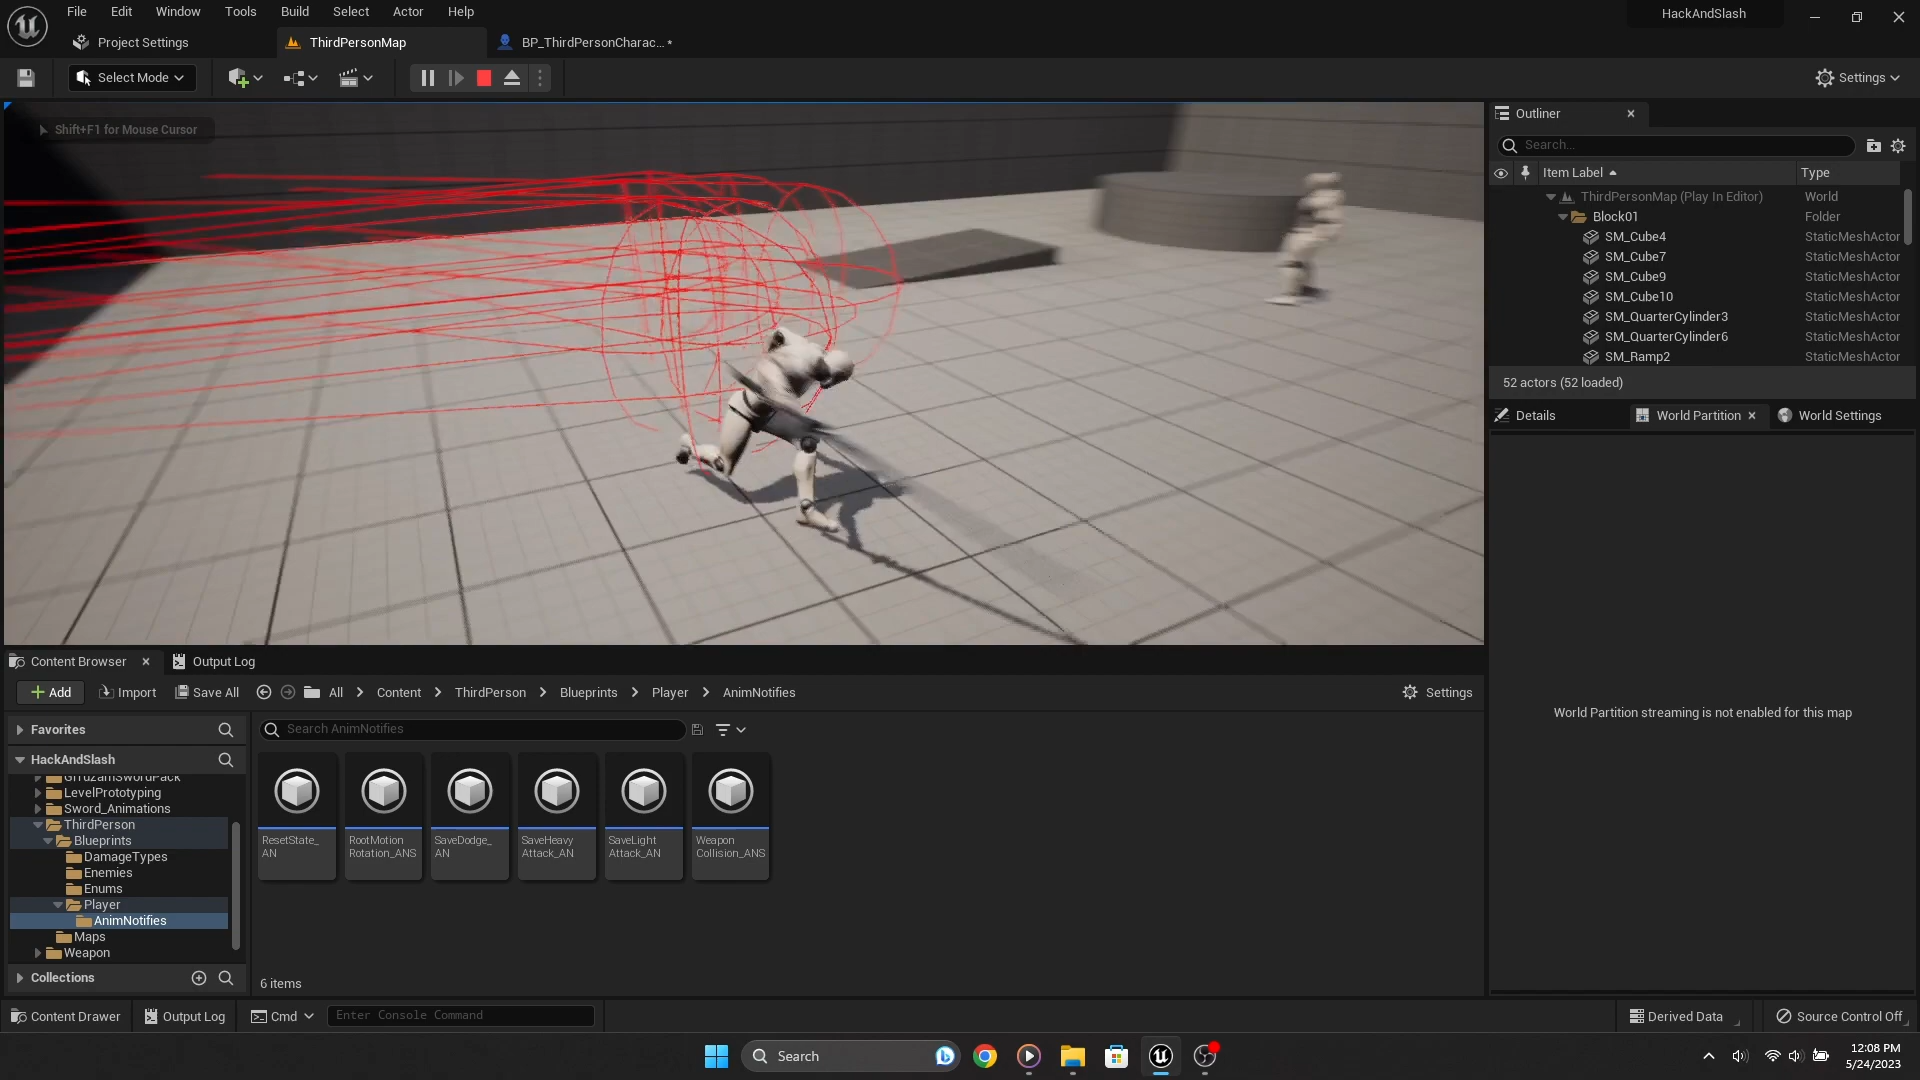 File Edit Window Tools Build Select Actor Help
HackAndSlash
Project Settings
ThirdPersonMap
BP_ThirdPersonCharac... *
Select Mode
Settings
Shift+F1 for Mouse Cursor
Outliner
Search...
Item Label
Type
ThirdPersonMap (Play In Editor) World
Block01 Folder
SM_Cube4 StaticMeshActor
SM_Cube7 StaticMeshActor
SM_Cube9 StaticMeshActor
SM_Cube10 StaticMeshActor
SM_QuarterCylinder3 StaticMeshActor
SM_QuarterCylinder6 StaticMeshActor
SM_Ramp2 StaticMeshActor
52 actors (52 loaded)
Details
World Partition
World Settings
World Partition streaming is not enabled for this map
Content Browser
Output Log
Add
Import
Save All
All > Content > ThirdPerson > Blueprints > Player > AnimNotifies
Settings
Favorites
Search AnimNotifies
HackAndSlash
LevelPrototyping
Sword_Animations
ThirdPerson
Blueprints
DamageTypes
Enemies
Enums
Player
AnimNotifies
Maps
Weapon
Collections
ResetState_
AN
RootMotion
Rotation_ANS
SaveDodge_
AN
SaveHeavy
Attack_AN
SaveLight
Attack_AN
Weapon
Collision_ANS
6 items
Content Drawer
Output Log
Cmd
Enter Console Command
Derived Data
Source Control Off
Search
12:08 PM
5/24/2023